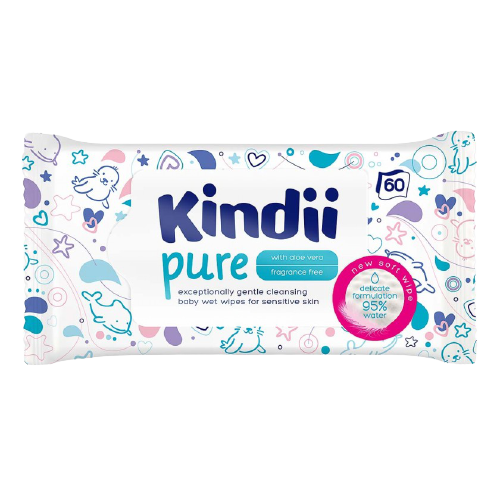 60
Kindii
pure
with aloe vera
fragrance free
exceptionally gentle cleansing
baby wet wipes for sensitive skin
new soft wipe
delicate
formulation
95%
water